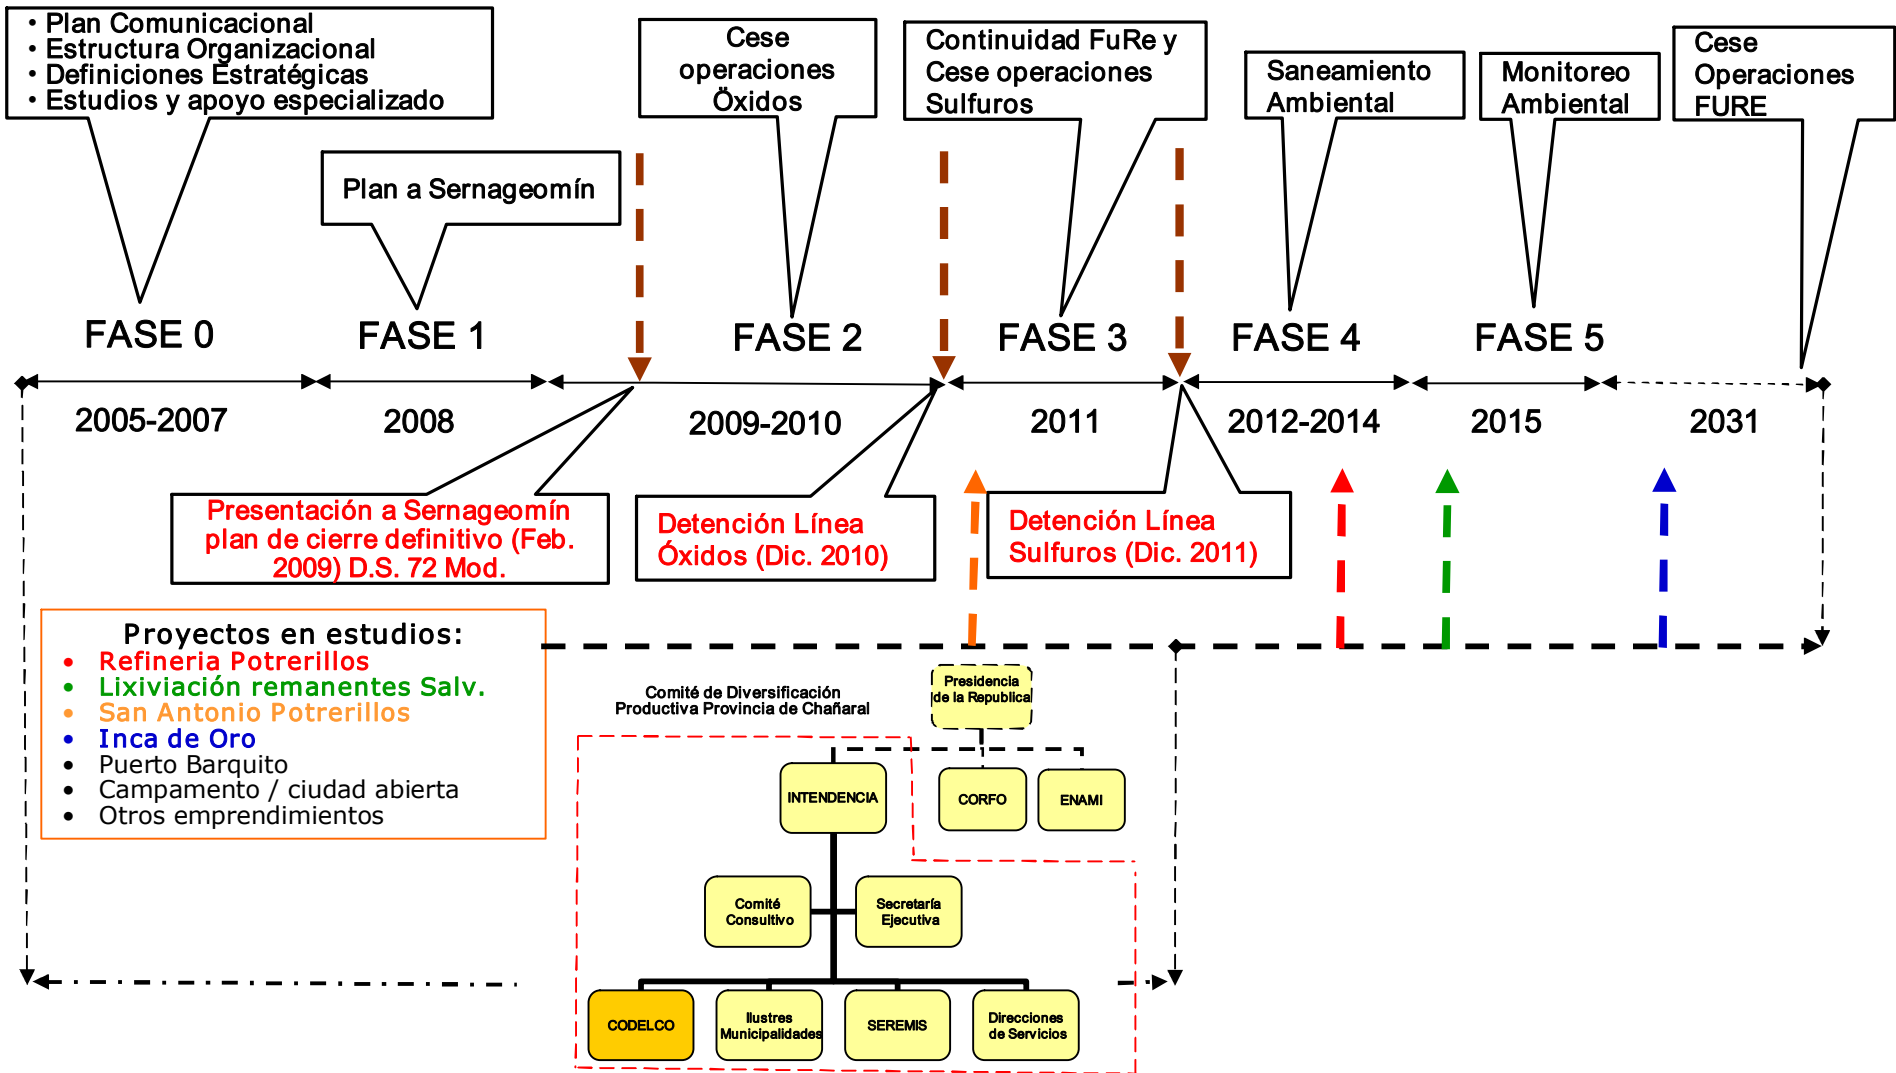 • Plan Comunicacional
• Estructura Organizacional
• Definiciones Estratégicas
• Estudios y apoyo especializado
Plan a Sernageomín
Cese
operaciones
Öxidos
Continuidad FuRe y
Cese operaciones
Sulfuros
Saneamiento
Ambiental
Monitoreo
Ambiental
Cese
Operaciones
FURE
FASE 0
FASE 1
FASE 2
FASE 3
FASE 4
FASE 5
2005-2007
2008
2009-2010
2011
2012-2014
2015
2031
Presentación a Sernageomín
plan de cierre definitivo (Feb.
2009) D.S. 72 Mod.
Detención Línea
Óxidos (Dic. 2010)
Detención Línea
Sulfuros (Dic. 2011)
Proyectos en estudios:
• Refineria Potrerillos
• Lixiviación remanentes Salv.
• San Antonio Potrerillos
• Inca de Oro
• Puerto Barquito
• Campamento / ciudad abierta
• Otros emprendimientos
Comité de Diversificación
Productiva Provincia de Chañaral
Presidencia
de la Republica
INTENDENCIA
CORFO
ENAMI
Comité
Consultivo
Secretaría
Ejecutiva
CODELCO
Ilustres
Municipalidades
SEREMIS
Direcciones
de Servicios